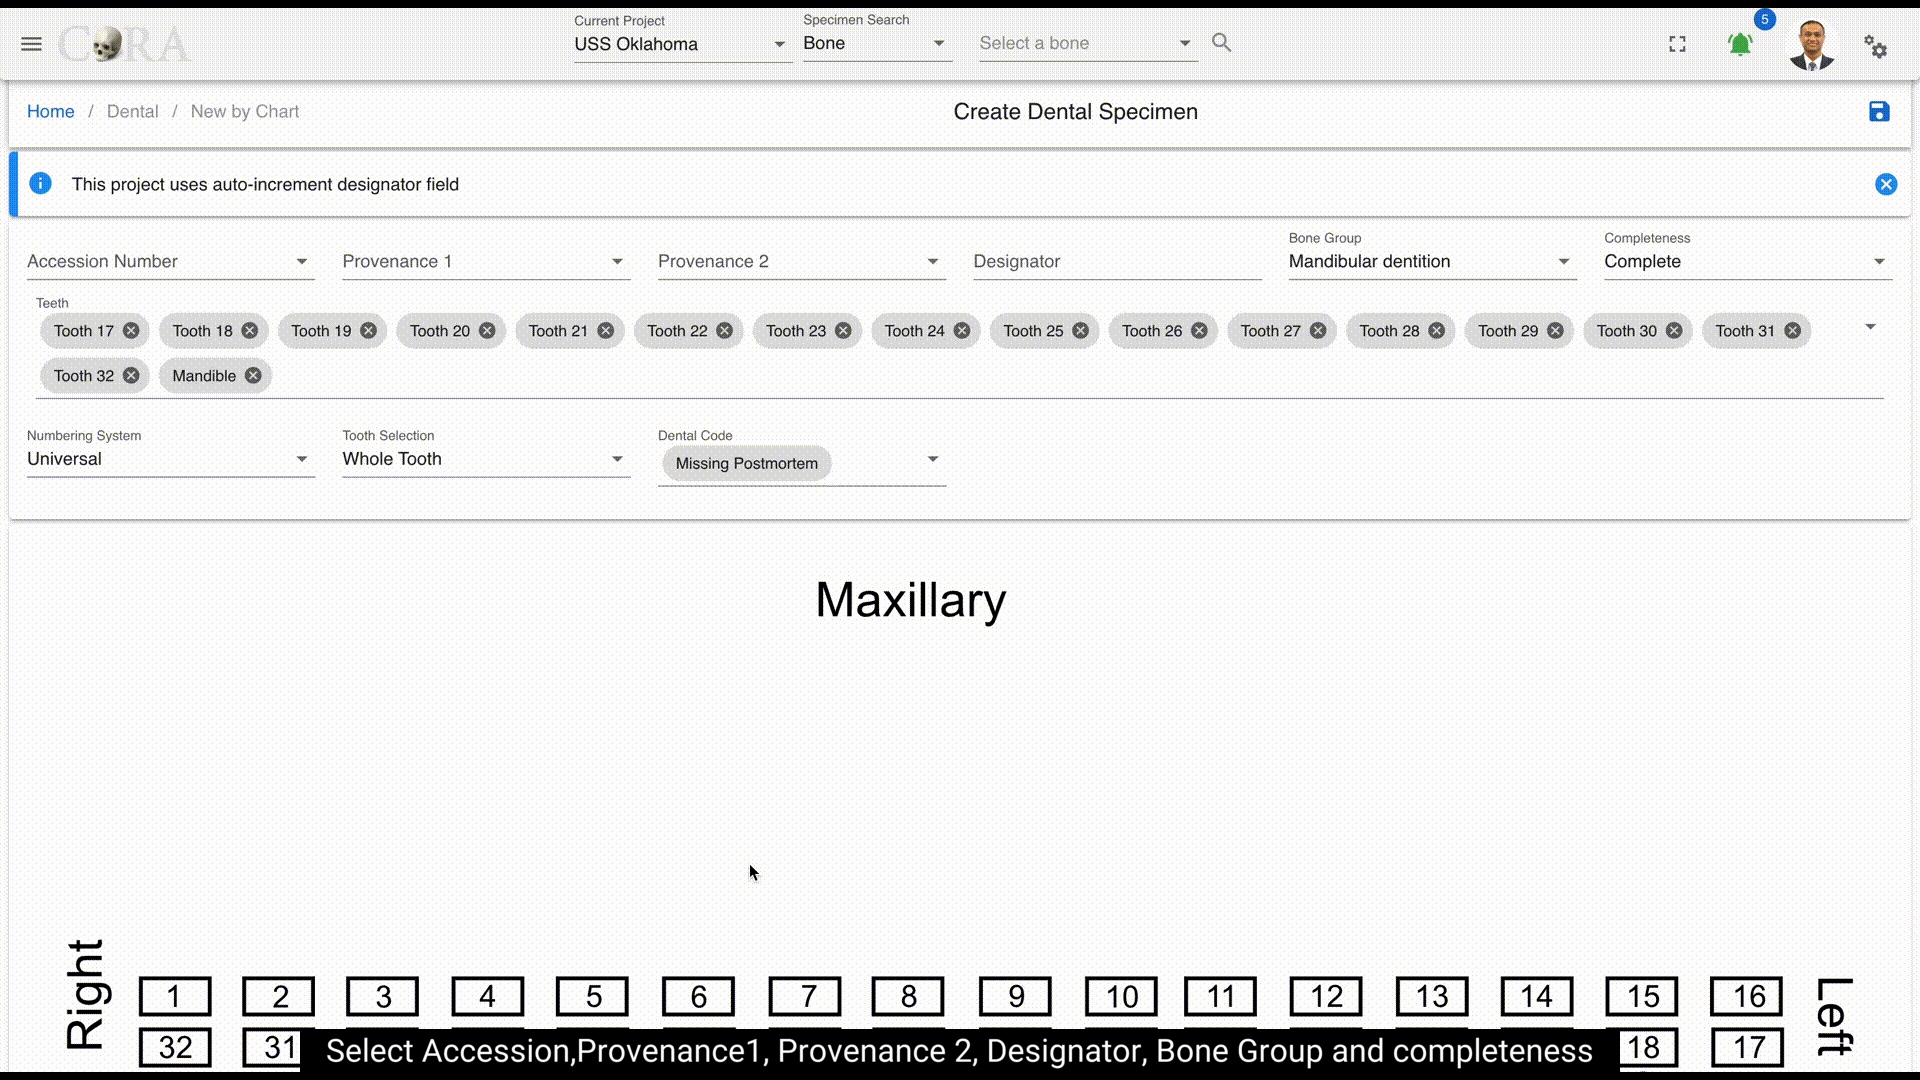 Current Project
Specimen Search
CORA
USS Oklahoma
Bone
Select a bone
5
Home / Dental / New by Chart
Create Dental Specimen
This project uses auto-increment designator field
Bone Group
Completeness
Accession Number
Provenance 1
Provenance 2
Designator
Mandibular dentition
Complete
Teeth
Tooth 17
Tooth 18
Tooth 19
Tooth 20
Tooth 21
Tooth 22
Tooth 23
Tooth 24
Tooth 25
Tooth 26
Tooth 27
Tooth 28
Tooth 29
Tooth 30
Tooth 31
Tooth 32
Mandible
Numbering System
Tooth Selection
Dental Code
Universal
Whole Tooth
Missing Postmortem
Maxillary
Right
1 2 3 4 5 6 7 8 9 10 11 12 13 14 15 16
Left
32 31 18 17
Select Accession,Provenance1, Provenance 2, Designator, Bone Group and completeness